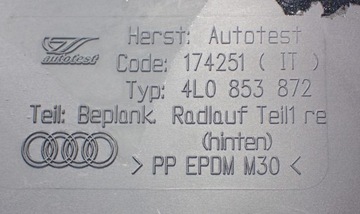 Herst: Autotest
autotest
Code: 174251 ( IT )
Typ: 4L0 853 872
Teil: Beplank. Radlauf Teil1 re
(hinten)
> PP EPDM M30 <